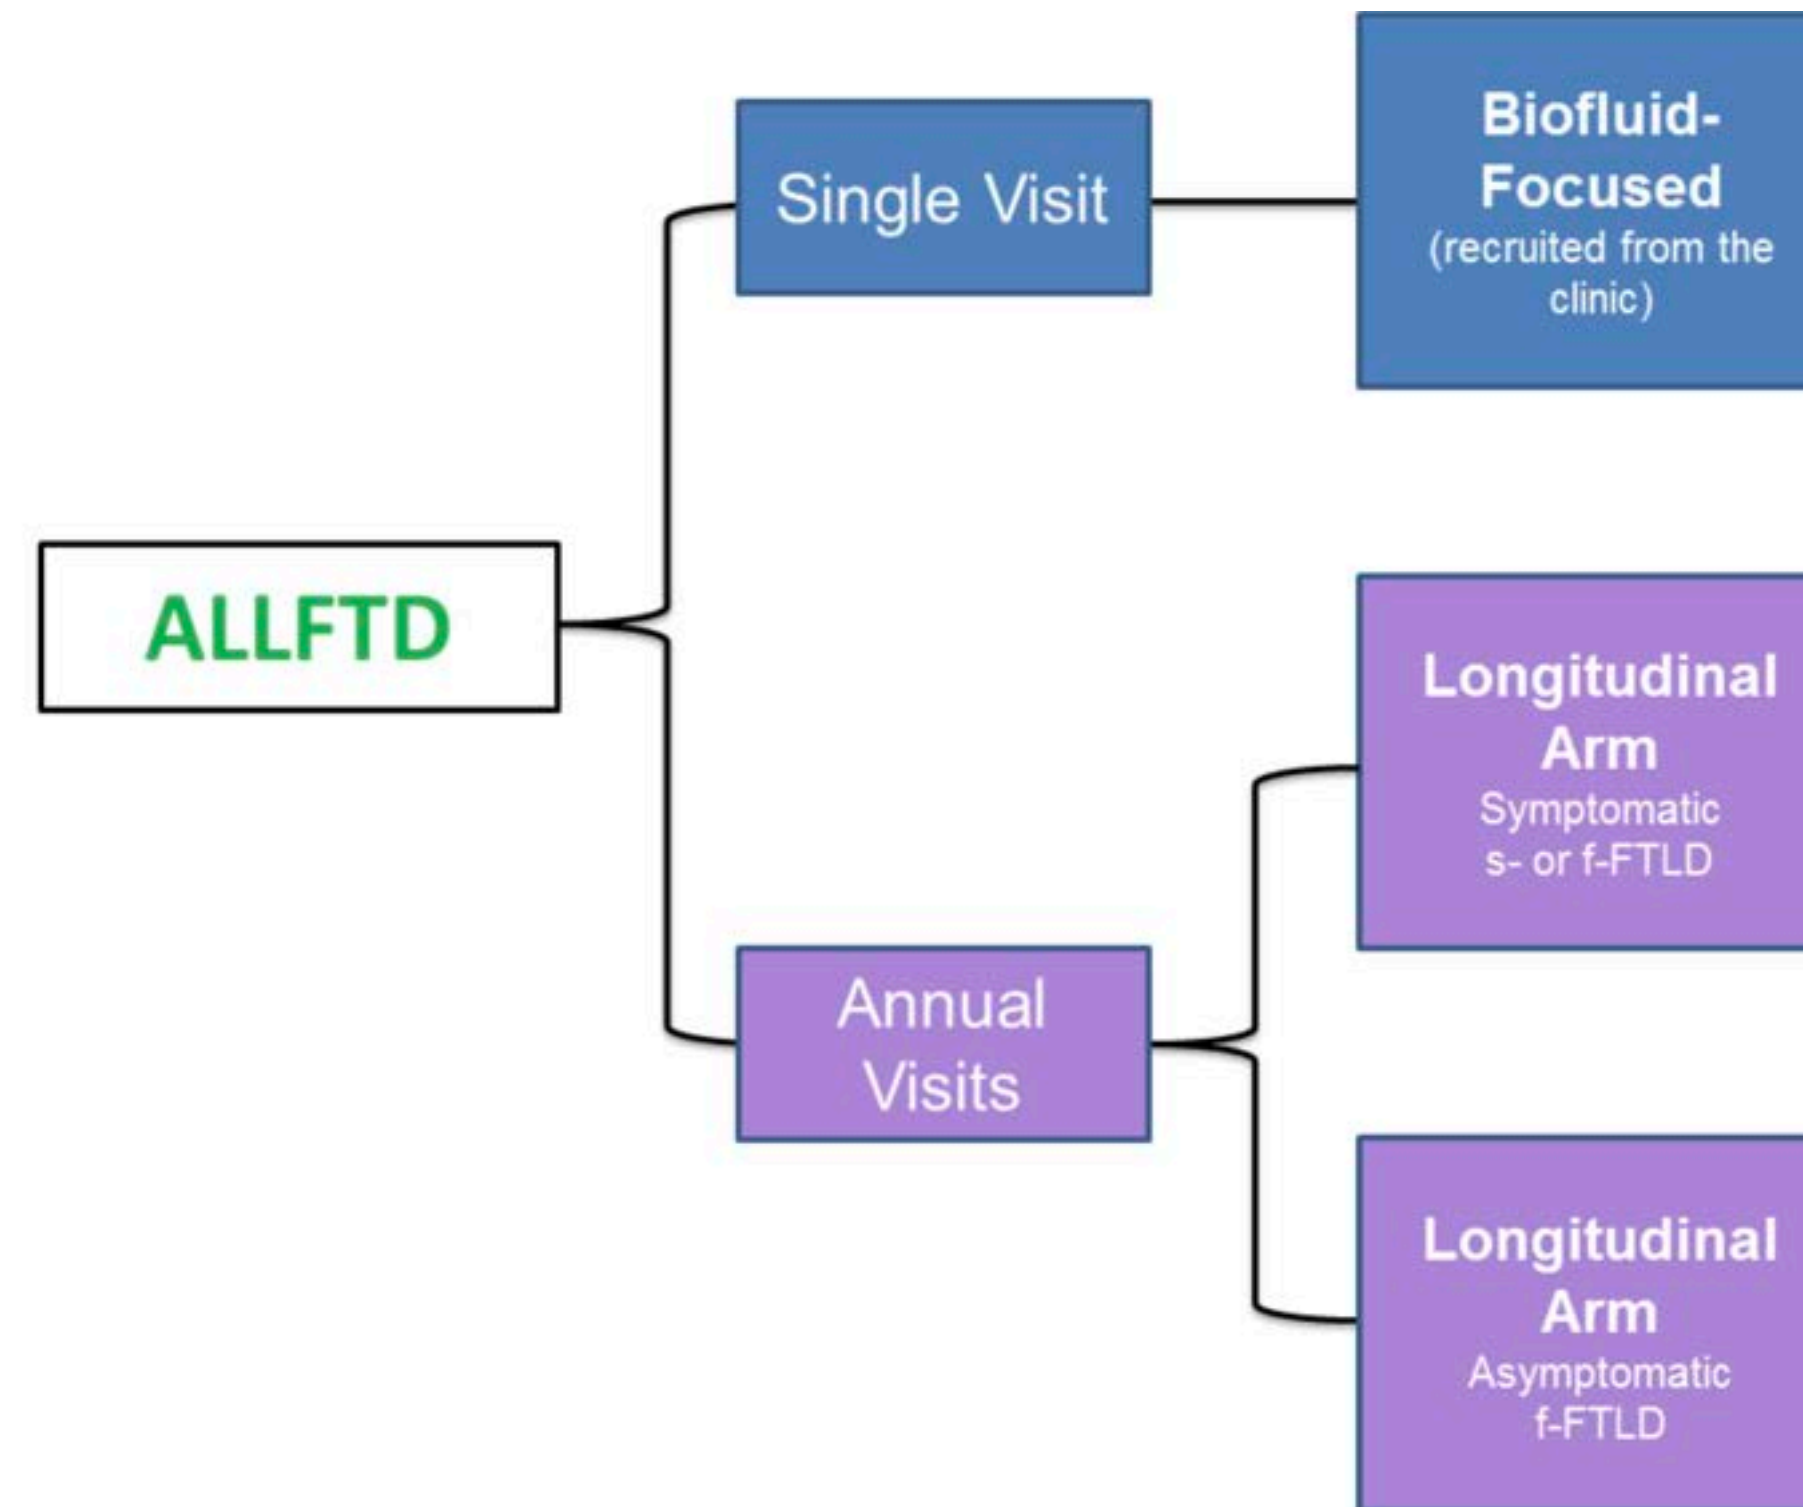 ALLFTD
Single Visit
Biofluid-
Focused
(recruited from the
clinic)
Annual
Visits
Longitudinal
Arm
Symptomatic
s- or f-FTLD
Longitudinal
Arm
Asymptomatic
f-FTLD